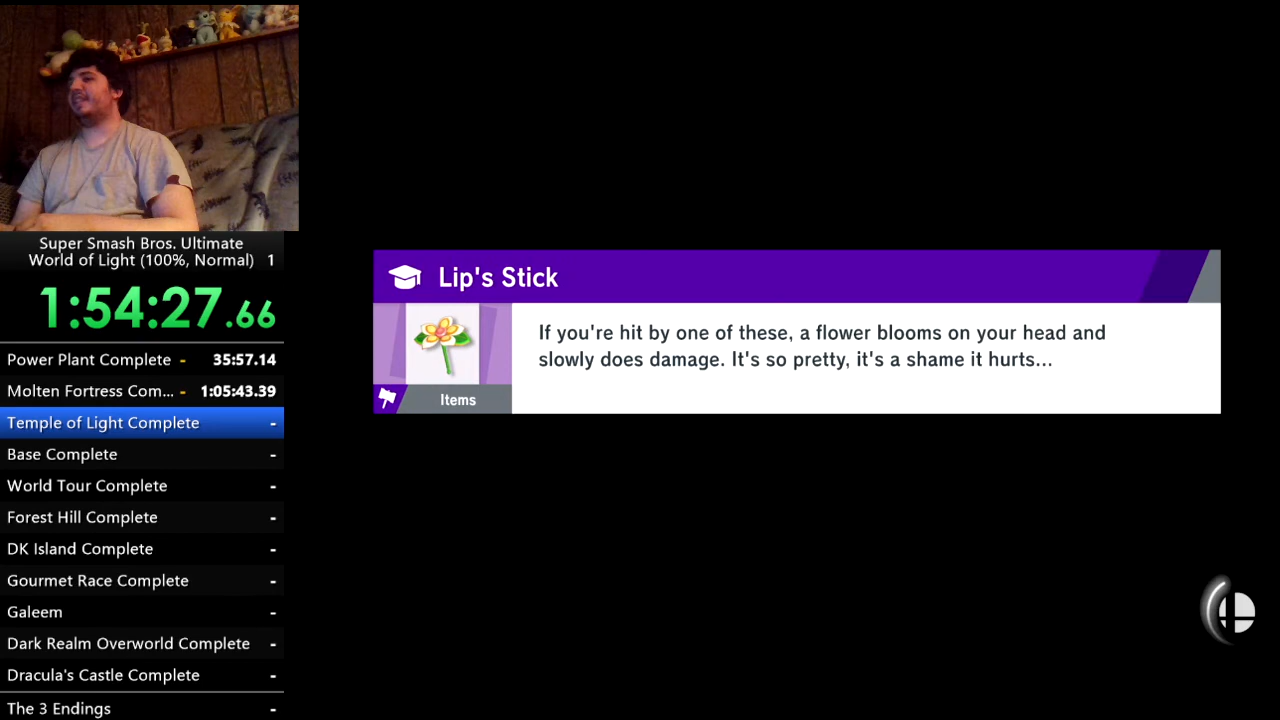 Super Smash Bros. Ultimate
World of Light (100%, Normal) 1
1:54:27.66
Power Plant Complete - 35:57.14
Molten Fortress Com... - 1:05:43.39
Temple of Light Complete -
Base Complete -
World Tour Complete -
Forest Hill Complete -
DK Island Complete -
Gourmet Race Complete -
Galeem -
Dark Realm Overworld Complete -
Dracula's Castle Complete -
The 3 Endings -
Lip's Stick
If you're hit by one of these, a flower blooms on your head and
slowly does damage. It's so pretty, it's a shame it hurts...
Items